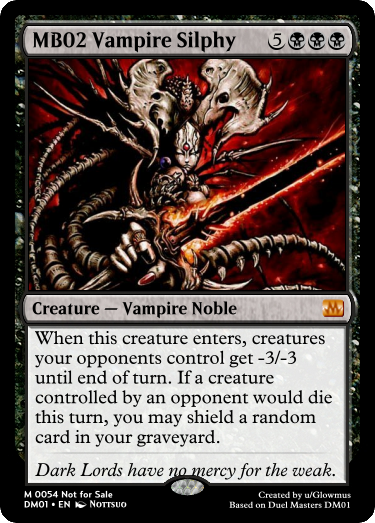 MB02 Vampire Silphy 5
Creature — Vampire Noble
When this creature enters, creatures
your opponents control get -3/-3
until end of turn. If a creature
controlled by an opponent would die
this turn, you may shield a random
card in your graveyard.
Dark Lords have no mercy for the weak.
M 0054 Not for Sale
DM01 • EN Nottsuo
Created by u/Glowmus
Based on Duel Masters DM01